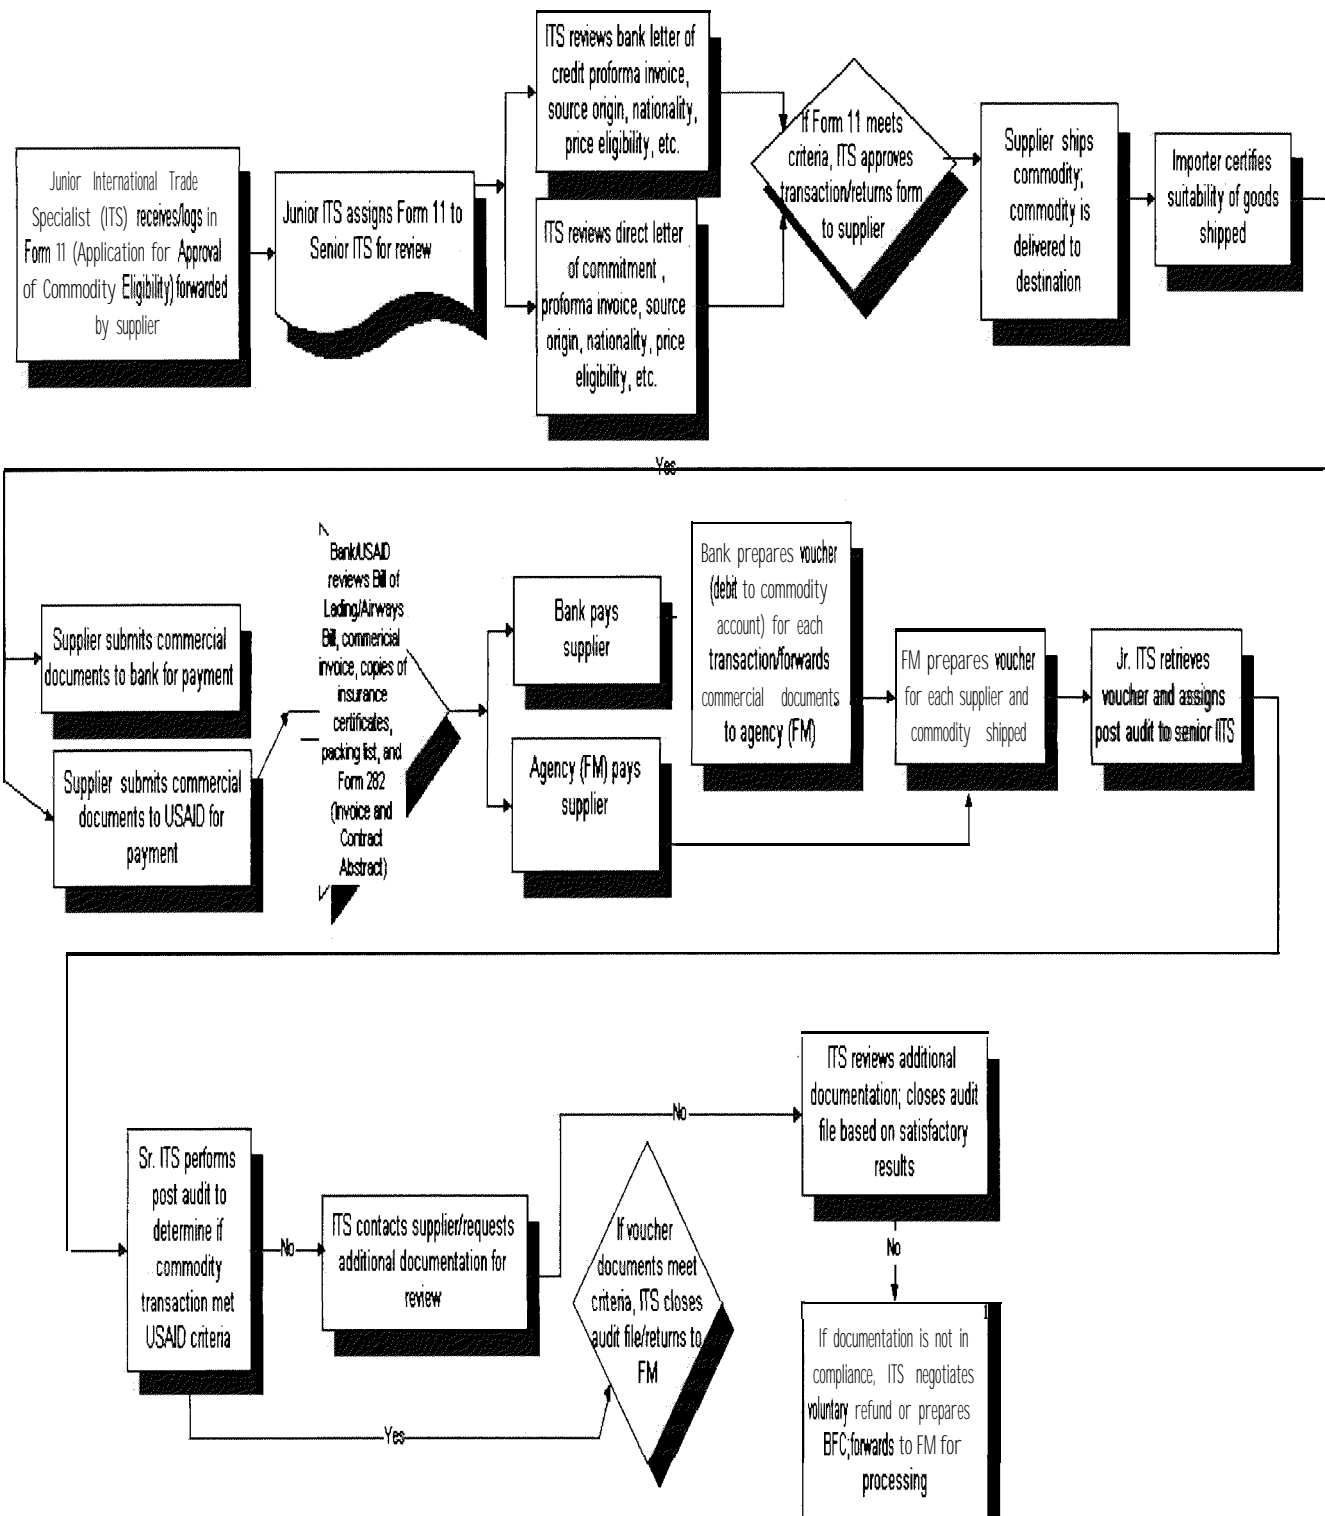 Junior International Trade
Specialist (ITS) receives/logs in
Form 11 (Application for Approval
of Commodity Eligibility) forwarded
by supplier
Junior ITS assigns Form 11 to
Senior ITS for review
ITS reviews bank letter of
credit proforma invoice,
source origin, nationality,
price eligibility, etc.
ITS reviews direct letter
of commitment ,
proforma invoice, source
origin, nationality, price
eligibility, etc.
If Form 11 meets
criteria, ITS approves
transaction/returns form
to supplier
Supplier ships
commodity;
commodity is
delivered to
destination
Importer certifies
suitability of goods
shipped
Yes
Supplier submits commercial
documents to bank for payment
Supplier submits commercial
documents to USAID for
payment
Bank/USAID
reviews Bill of
Lading/Airways
Bill, commericial
invoice, copies of
insurance
certificates,
packing list, and
Form 282
(Invoice and
Contract
Abstract)
Bank pays
supplier
Agency (FM) pays
supplier
Bank prepares voucher
(debit to commodity
account) for each
transaction/forwards
commercial documents
to agency (FM)
FM prepares voucher
for each supplier and
commodity shipped
Jr. ITS retrieves
voucher and assigns
post audit to senior ITS
Sr. ITS performs
post audit to
determine if
commodity
transaction met
USAID criteria
No
ITS contacts supplier/requests
additional documentation for
review
Yes
If voucher
documents meet
criteria, ITS closes
audit file/returns to
FM
No
ITS reviews additional
documentation; closes audit
file based on satisfactory
results
No
1
If documentation is not in
compliance, ITS negotiates
voluntary refund or prepares
BFC;forwards to FM for
processing